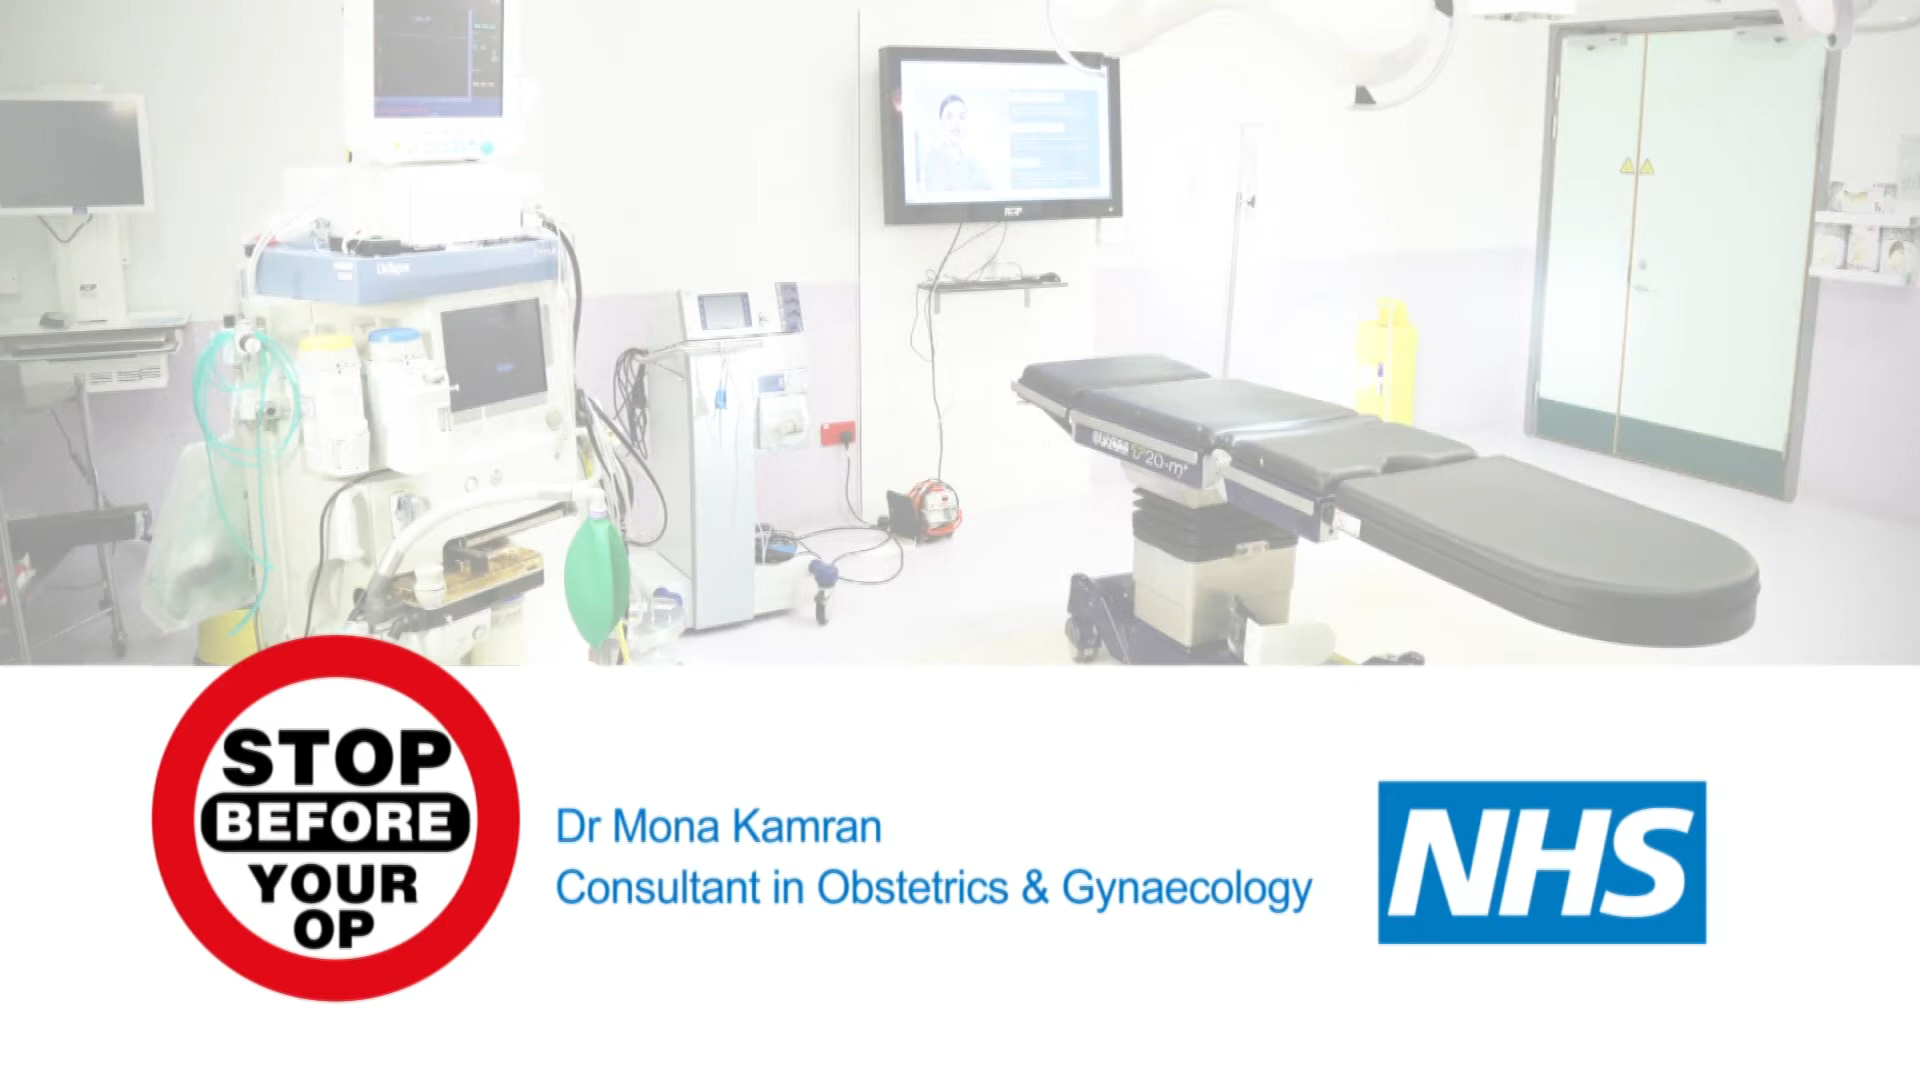 STOP
BEFORE
YOUR
OP
Dr Mona Kamran
Consultant in Obstetrics & Gynaecology
NHS